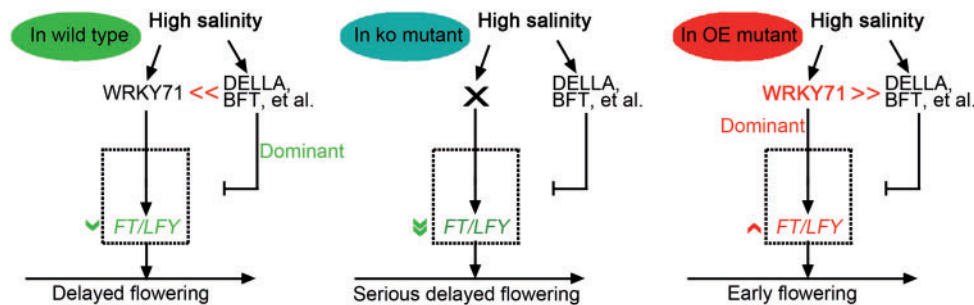 In wild type
High salinity
WRKY71 << DELLA,
BFT, et al.
Dominant
FT/LFY
Delayed flowering
In ko mutant
High salinity
X
DELLA,
BFT, et al.
FT/LFY
Serious delayed flowering
In OE mutant
High salinity
WRKY71 >> DELLA,
BFT, et al.
Dominant
FT/LFY
Early flowering